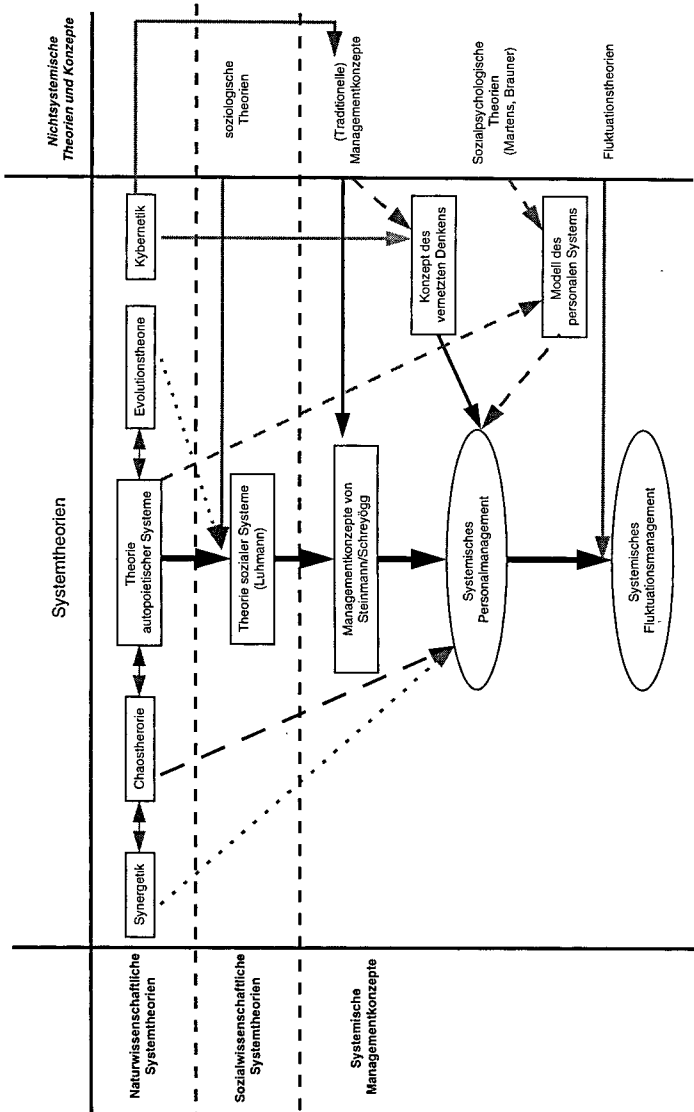 Systemtheorien
Nichtsystemische
Theorien und Konzepte
Naturwissenschaftliche
Systemtheorien
Synergetik
Chaostherorie
Theorie
autopoietischer Systeme
Evolutionstheone
Kybernetik
Sozialwissenschaftliche
Systemtheorien
Theorie sozialer Systeme
(Luhmann)
soziologische
Theorien
Systemische
Managementkonzepte
Managementkonzepte von
Steinmann/Schreyögg
(Traditionelle)
Managementkonzepte
Konzept des
vernetzten Denkens
Systemisches
Personalmanagement
Sozialpsychologische
Theorien
(Martens, Brauner)
Modell des
personalen Systems
Systemisches
Fluktuationsmanagement
Fluktuationstheorien